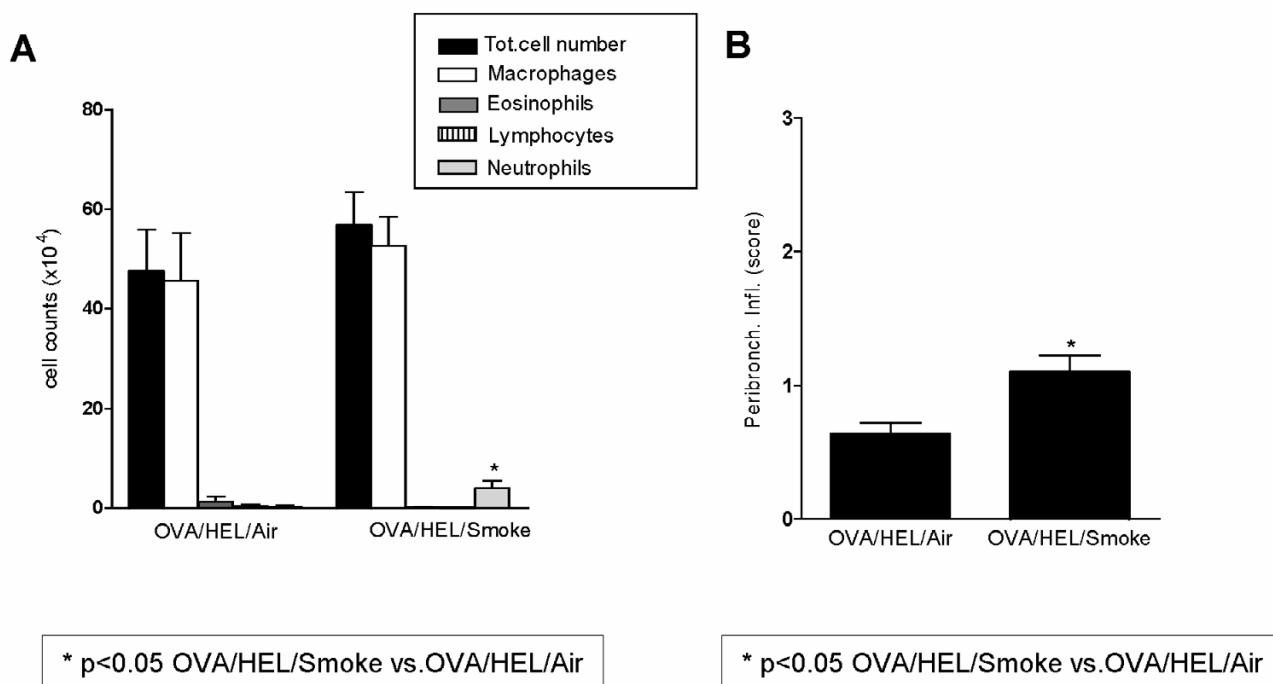 A
Tot.cell number
Macrophages
Eosinophils
Lymphocytes
Neutrophils
80
60
40
20
0
cell counts (x10⁴)
*
OVA/HEL/Air
OVA/HEL/Smoke
* p<0.05 OVA/HEL/Smoke vs.OVA/HEL/Air
B
3
2
1
0
Peribronch. Infl. (score)
*
OVA/HEL/Air
OVA/HEL/Smoke
* p<0.05 OVA/HEL/Smoke vs.OVA/HEL/Air